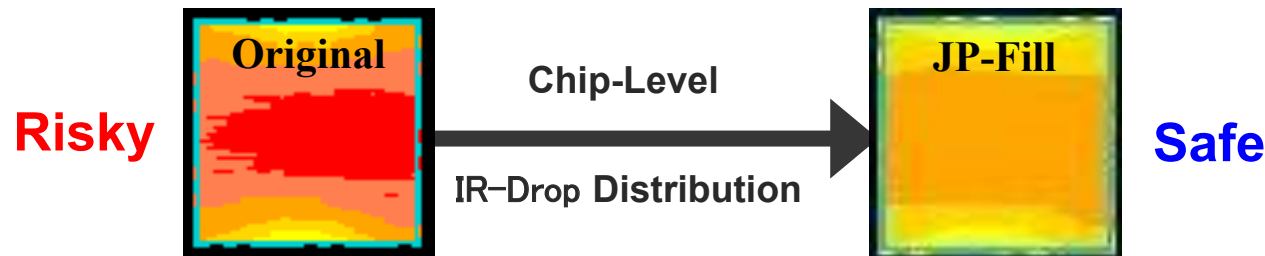 Original
JP-Fill
Chip-Level
Risky
Safe
IR-Drop Distribution